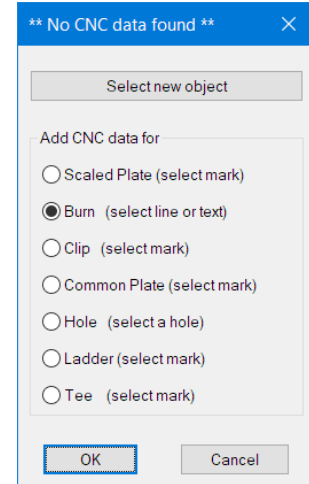 ** No CNC data found **
Select new object
Add CNC data for
Scaled Plate (select mark)
Burn (select line or text)
Clip (select mark)
Common Plate (select mark)
Hole (select a hole)
Ladder (select mark)
Tee (select mark)
OK Cancel